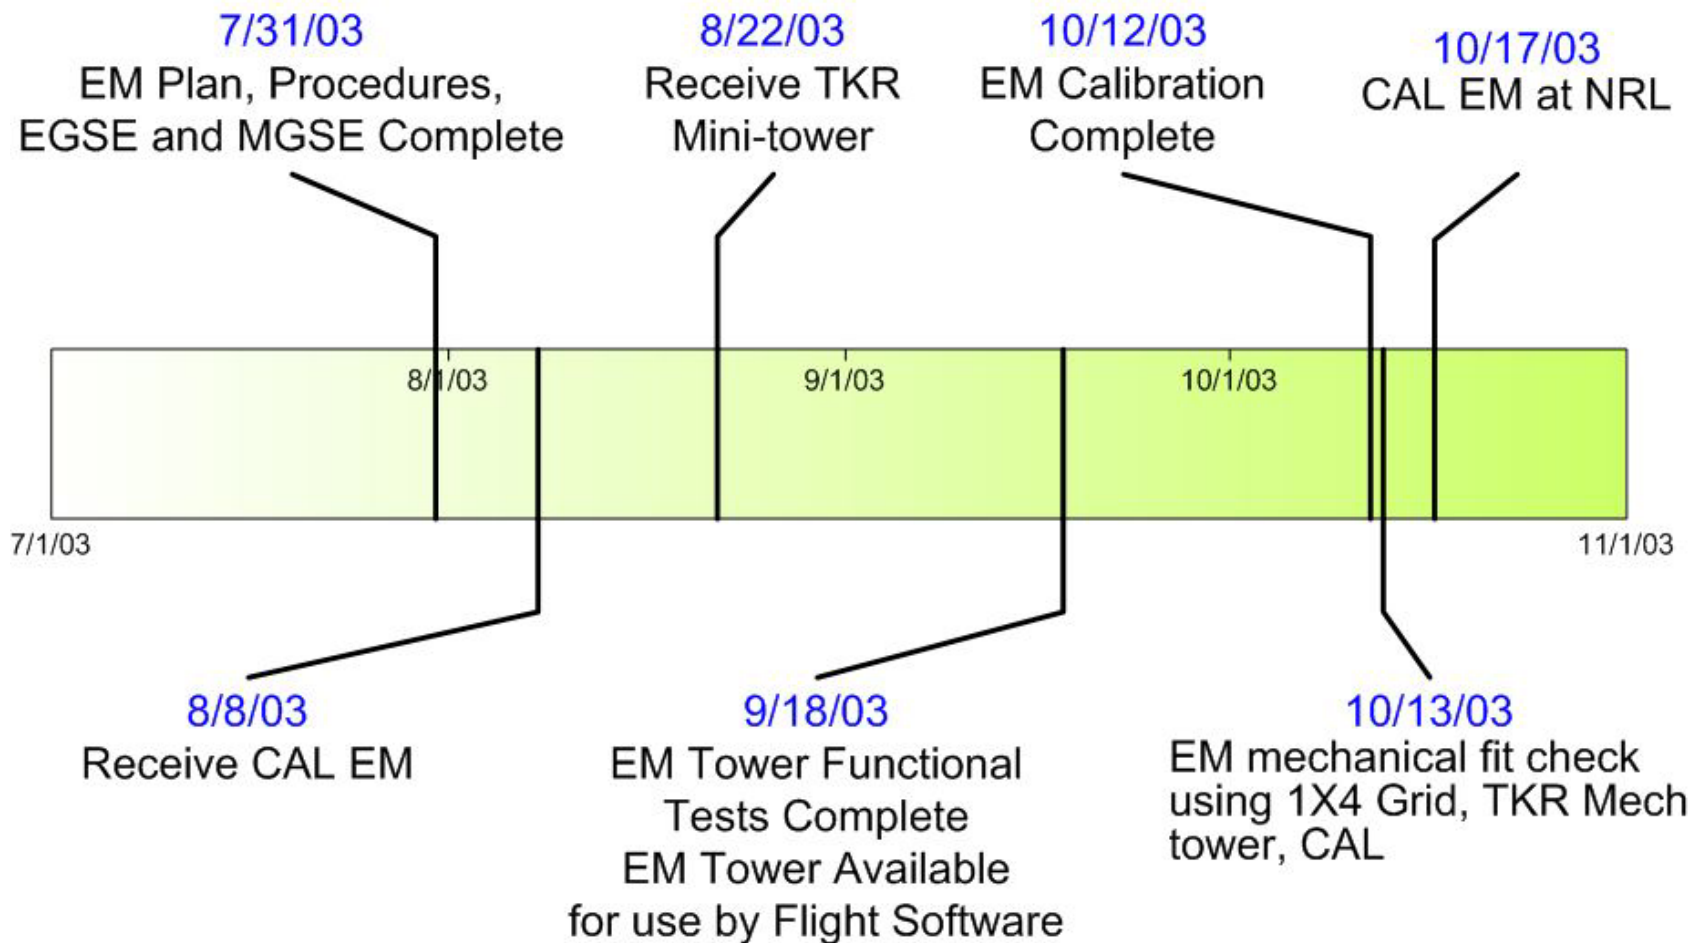 7/31/03
EM Plan, Procedures,
EGSE and MGSE Complete
8/22/03
Receive TKR
Mini-tower
10/12/03
EM Calibration
Complete
10/17/03
CAL EM at NRL
8/1/03
9/1/03
10/1/03
7/1/03
11/1/03
8/8/03
Receive CAL EM
9/18/03
EM Tower Functional
Tests Complete
EM Tower Available
for use by Flight Software
10/13/03
EM mechanical fit check
using 1X4 Grid, TKR Mech
tower, CAL